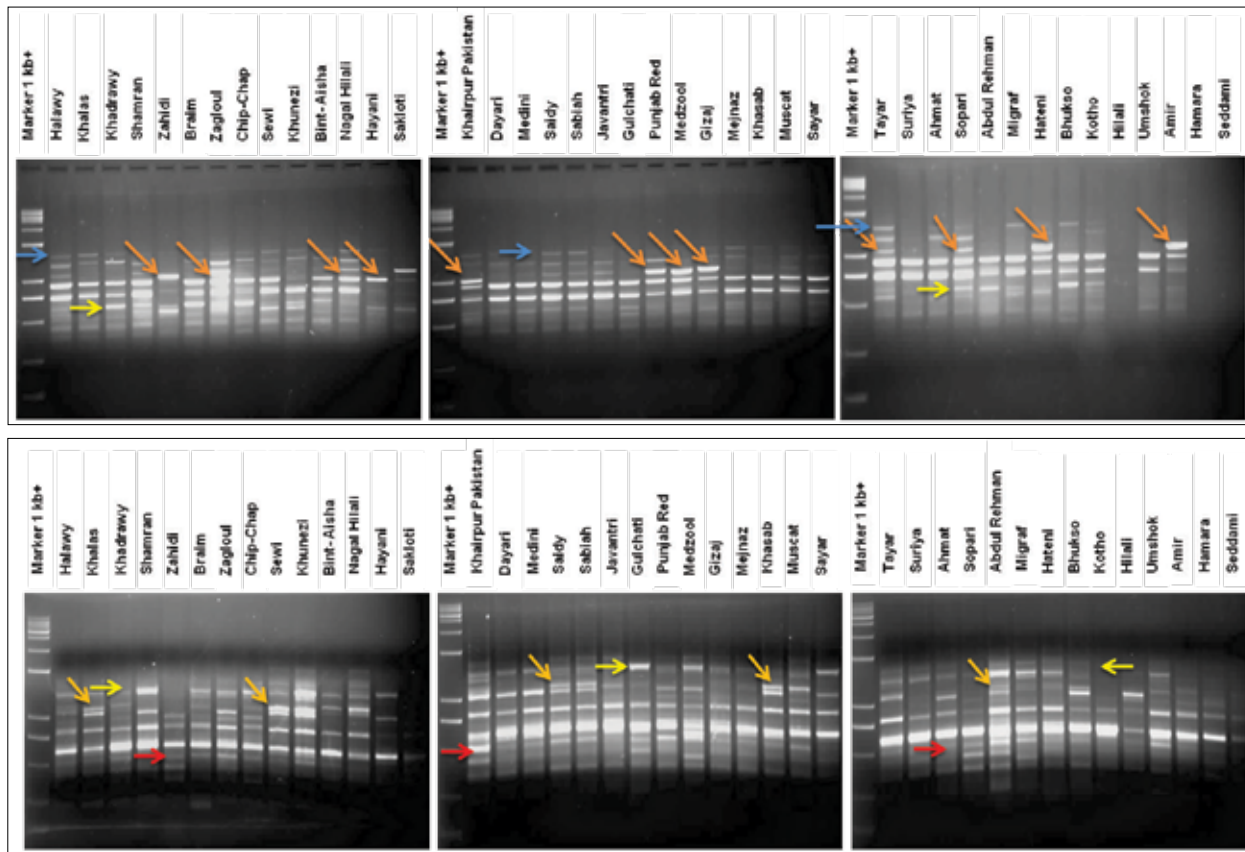 Marker 1 kb+
Halawy
Khalas
Khadrawy
Shamran
Zahidi
Braim
Zagloul
Chip-Chap
Sewi
Khunezi
Bint-Aisha
Nagal Hilali
Hayani
Sakloti
Marker 1 kb+
Khairpur Pakistan
Dayari
Medini
Saidy
Sabiah
Javantri
Gulchati
Punjab Red
Medzool
Gizaj
Mejnaz
Khasab
Muscat
Sayar
Marker 1 kb+
Tayar
Suriya
Ahmat
Sopari
Abdul Rehman
Migraf
Hateni
Bhukso
Kotho
Hilali
Umshok
Amir
Hamara
Seddami
Marker 1 kb+
Halawy
Khalas
Khadrawy
Shamran
Zahidi
Braim
Zagloul
Chip-Chap
Sewi
Khunezi
Bint-Aisha
Nagal Hilali
Hayani
Sakloti
Marker 1 kb+
Khairpur Pakistan
Dayari
Medini
Saidy
Sabiah
Javantri
Gulchati
Punjab Red
Medzool
Gizaj
Mejnaz
Khasab
Muscat
Sayar
Marker 1 kb+
Tayar
Suriya
Ahmat
Sopari
Abdul Rehman
Migraf
Hateni
Bhukso
Kotho
Hilali
Umshok
Amir
Hamara
Seddami